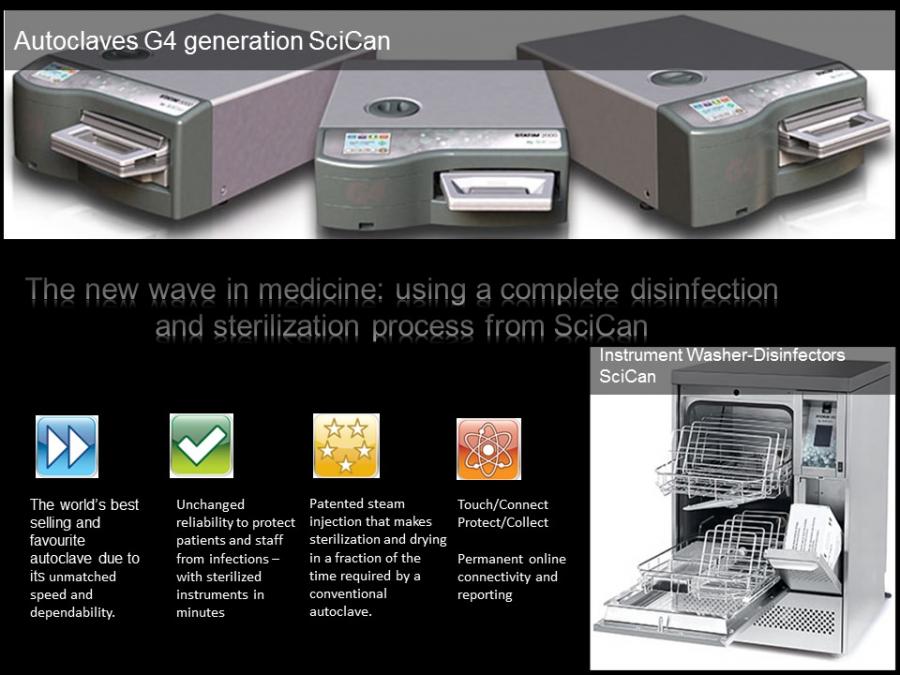 Autoclaves G4 generation SciCan
STATIM 2000
G4
The new wave in medicine: using a complete disinfection
and sterilization process from SciCan
Instrument Washer-Disinfectors
SciCan
The world's best
selling and
favourite
autoclave due to
its unmatched
speed and
dependability.
Unchanged
reliability to protect
patients and staff
from infections –
with sterilized
instruments in
minutes
Patented steam
injection that makes
sterilization and drying
in a fraction of the
time required by a
conventional
autoclave.
Touch/Connect
Protect/Collect
Permanent online
connectivity and
reporting